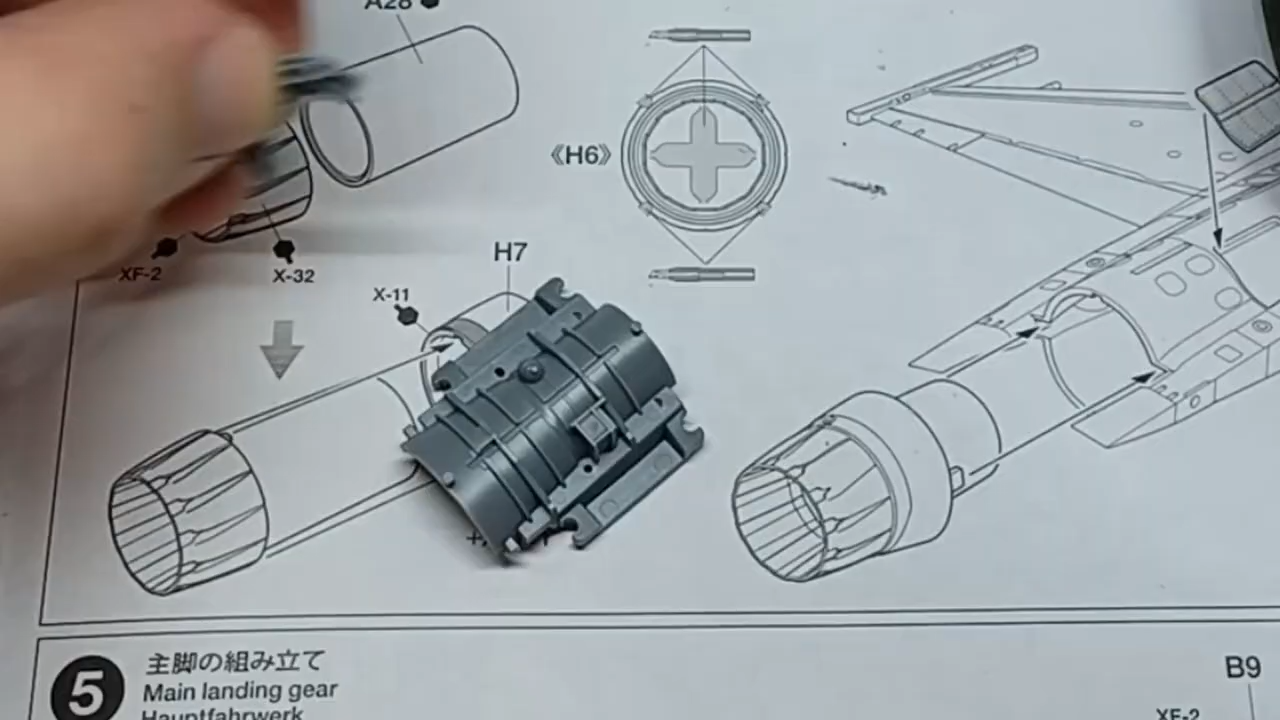 A28
《H6》
XF-2
X-32
H7
X-11
5
主脚の組み立て
Main landing gear
Hauptfahrwerk
B9
XF-2